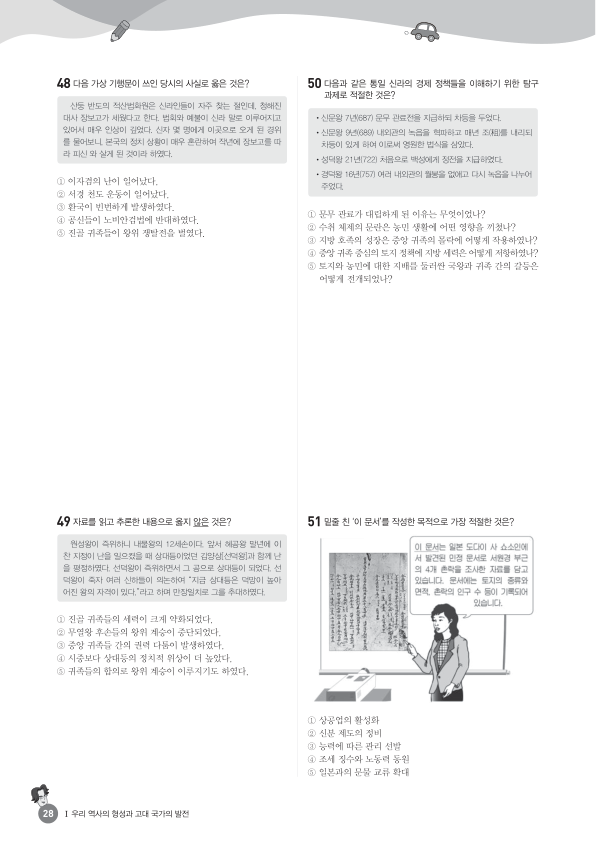 48 다음 가상 기행문이 쓰인 당시의 사실로 옳은 것은?
산둥 반도의 적산법화원은 신라인들이 자주 찾는 절인데, 청해진
대사 장보고가 세웠다고 한다. 법회와 예불이 신라 말로 이루어지고
있어서 매우 인상이 깊었다. 신자 몇 명에게 이곳으로 오게 된 경위
를 물어보니, 본국의 정치 상황이 매우 혼란하여 작년에 장보고를 따
라 피신 와 살게 된 것이라 하였다.
① 이자겸의 난이 일어났다.
② 서경 천도 운동이 일어났다.
③ 환국이 빈번하게 발생하였다.
④ 공신들이 노비안검법에 반대하였다.
⑤ 진골 귀족들이 왕위 쟁탈전을 벌였다.
49 자료를 읽고 추론한 내용으로 옳지 않은 것은?
원성왕이 즉위하니 내물왕의 12세손이다. 앞서 혜공왕 말년에 이
찬 지정이 난을 일으켰을 때 상대등이었던 김양상[선덕왕]과 함께 난
을 평정하였다. 선덕왕이 즉위하면서 그 공으로 상대등이 되었다. 선
덕왕이 죽자 여러 신하들이 의논하여 “지금 상대등은 덕망이 높아
어진 왕의 자격이 있다.”라고 하며 만장일치로 그를 추대하였다.
① 진골 귀족들의 세력이 크게 약화되었다.
② 무열왕 후손들의 왕위 계승이 중단되었다.
③ 중앙 귀족들 간의 권력 다툼이 발생하였다.
④ 시중보다 상대등의 정치적 위상이 더 높았다.
⑤ 귀족들의 합의로 왕위 계승이 이루어지기도 하였다.
50 다음과 같은 통일 신라의 경제 정책들을 이해하기 위한 탐구
과제로 적절한 것은?
• 신문왕 7년(687) 문무 관료전을 지급하되 차등을 두었다.
• 신문왕 9년(689) 내외관의 녹읍을 혁파하고 매년 조(租)를 내리되
차등이 있게 하여 이로써 영원한 법식을 삼았다.
• 성덕왕 21년(722) 처음으로 백성에게 정전을 지급하였다.
• 경덕왕 16년(757) 여러 내외관의 월봉을 없애고 다시 녹읍을 나누어
주었다.
① 문무 관료가 대립하게 된 이유는 무엇이었나?
② 수취 체제의 문란은 농민 생활에 어떤 영향을 끼쳤나?
③ 지방 호족의 성장은 중앙 귀족의 몰락에 어떻게 작용하였나?
④ 중앙 귀족 중심의 토지 정책에 지방 세력은 어떻게 저항하였나?
⑤ 토지와 농민에 대한 지배를 둘러싼 국왕과 귀족 간의 갈등은
어떻게 전개되었나?
51 밑줄 친 ‘이 문서’를 작성한 목적으로 가장 적절한 것은?
이 문서는 일본 도다이 사 쇼소인에
서 발견된 민정 문서로 서원경 부근
의 4개 촌락을 조사한 자료를 담고
있습니다. 문서에는 토지의 종류와
면적, 촌락의 인구 수 등이 기록되어
있습니다.
① 상공업의 활성화
② 신분 제도의 정비
③ 능력에 따른 관리 선발
④ 조세 징수와 노동력 동원
⑤ 일본과의 문물 교류 확대
28 I 우리 역사의 형성과 고대 국가의 발전